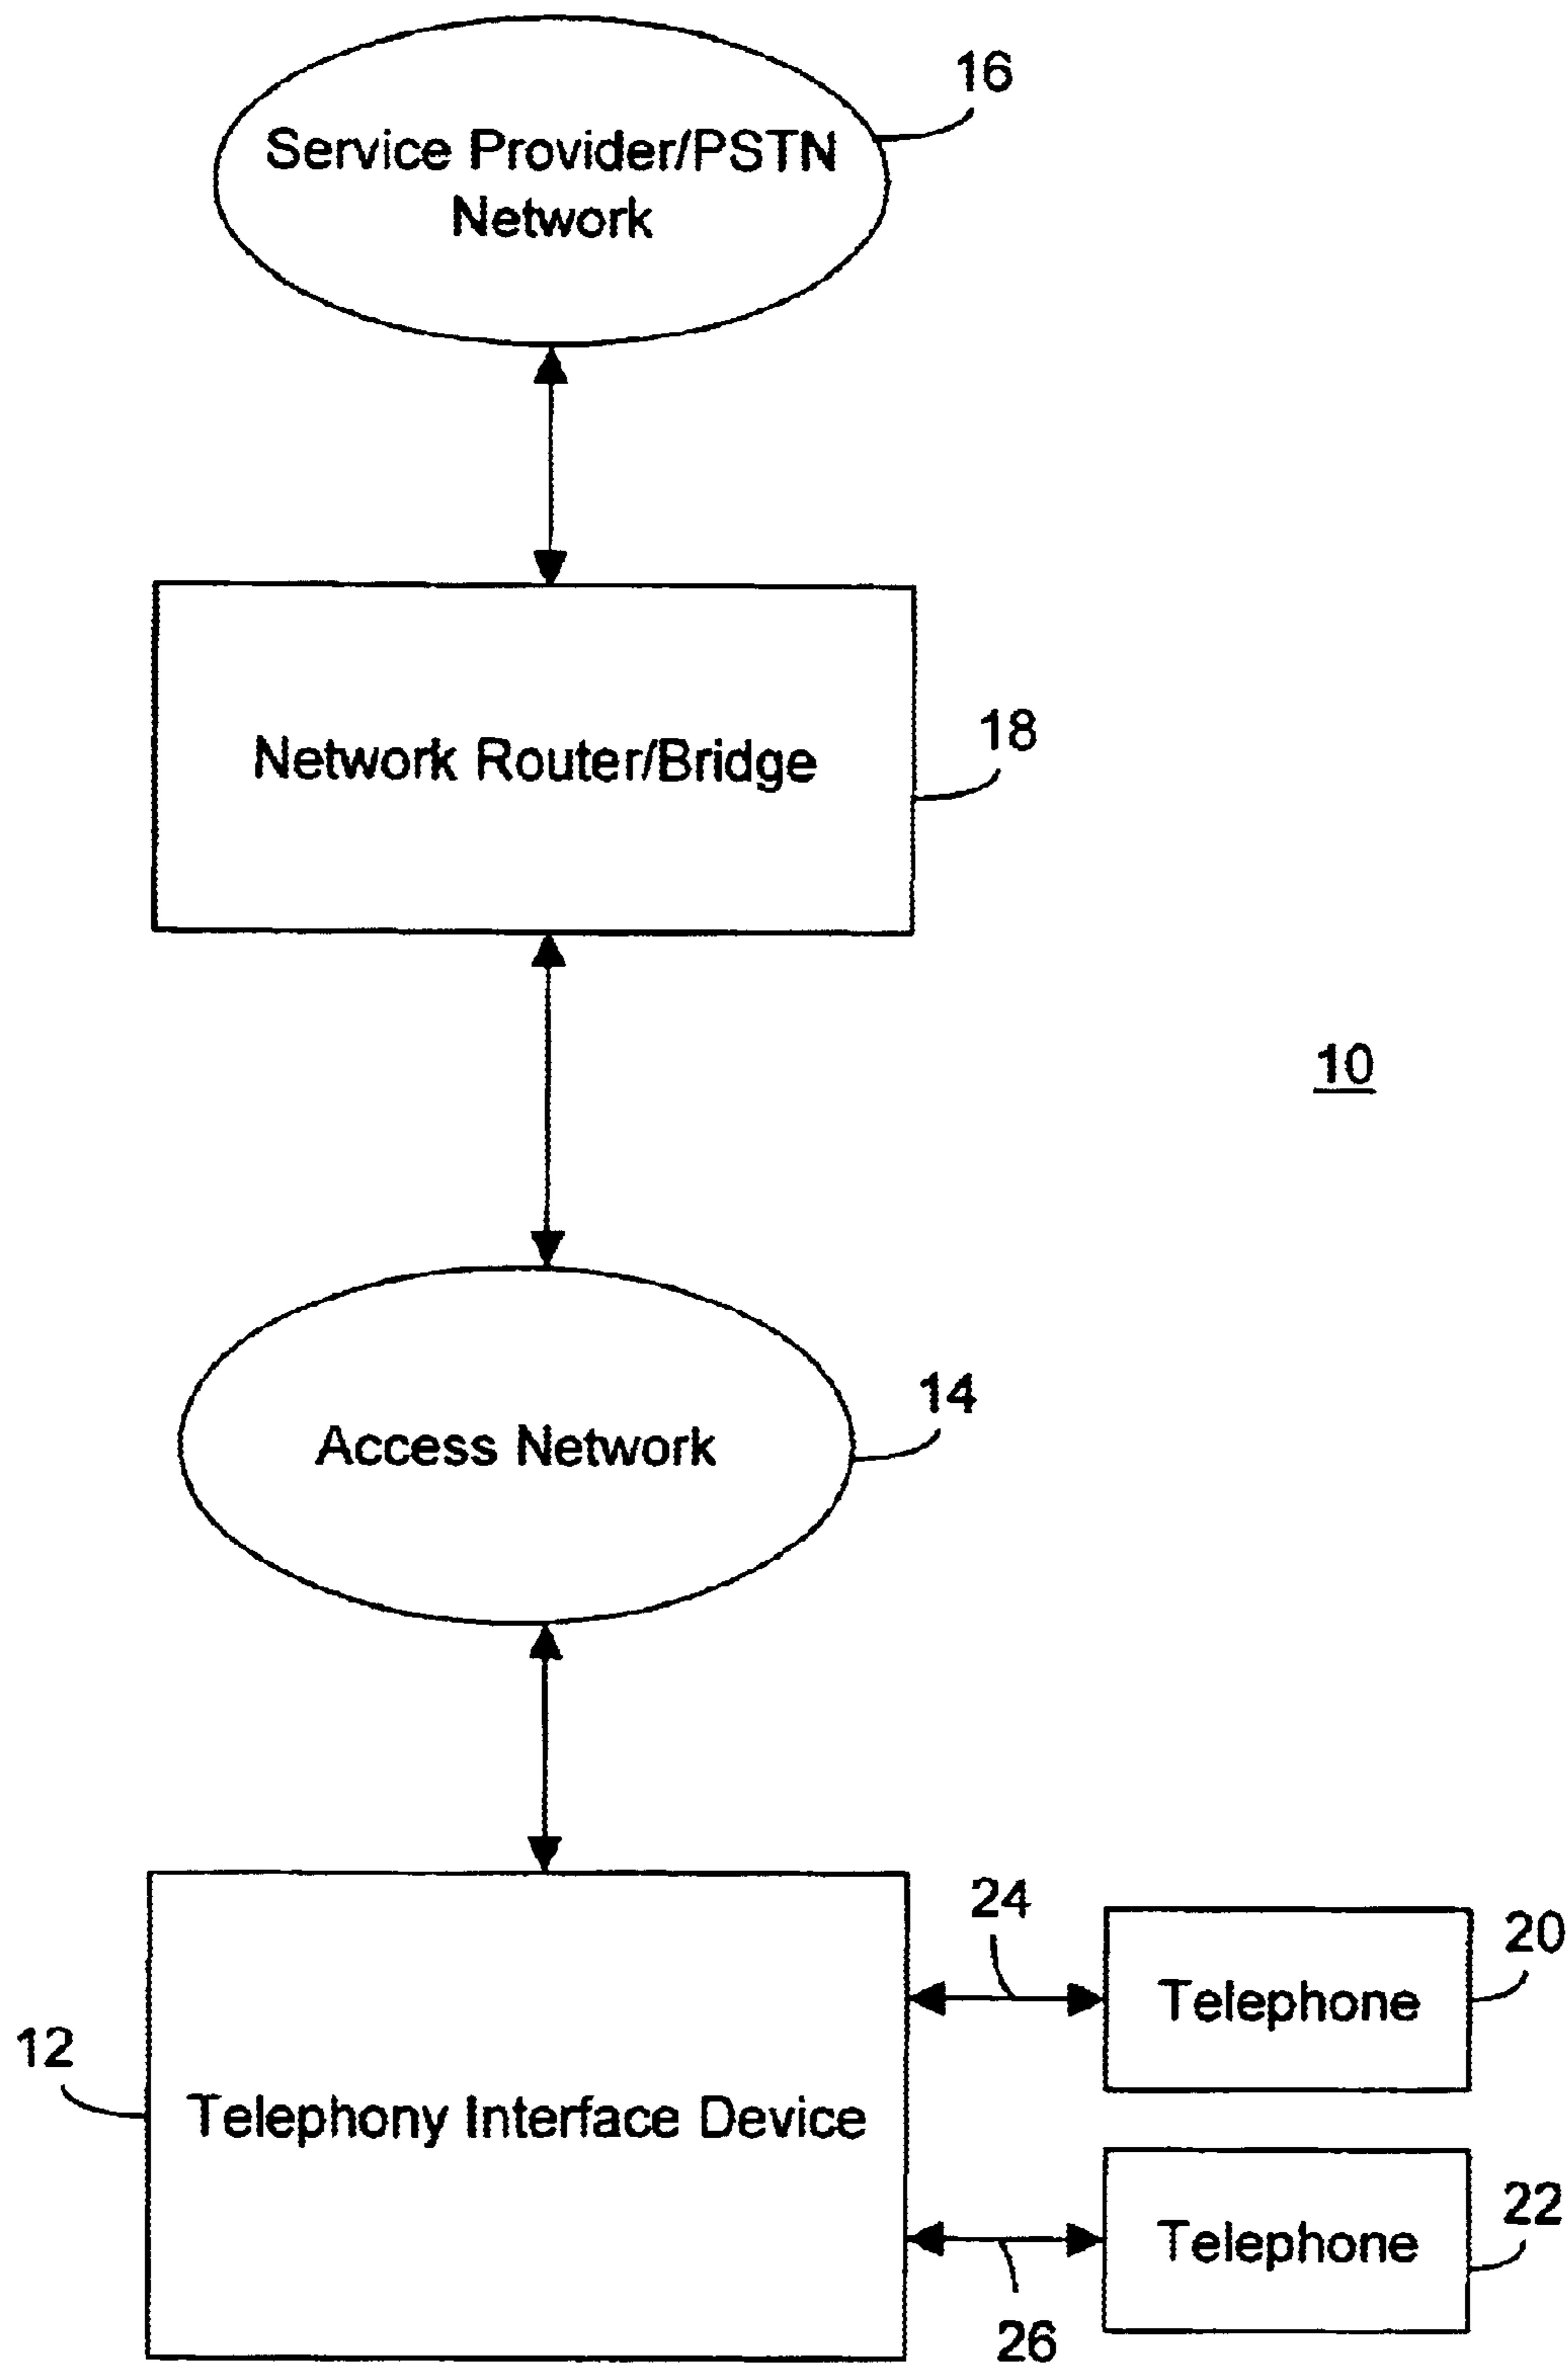 16
Service Provider/PSTN
Network
18
Network Router/Bridge
10
14
Access Network
24
20
Telephone
12
Telephony Interface Device
22
Telephone
26